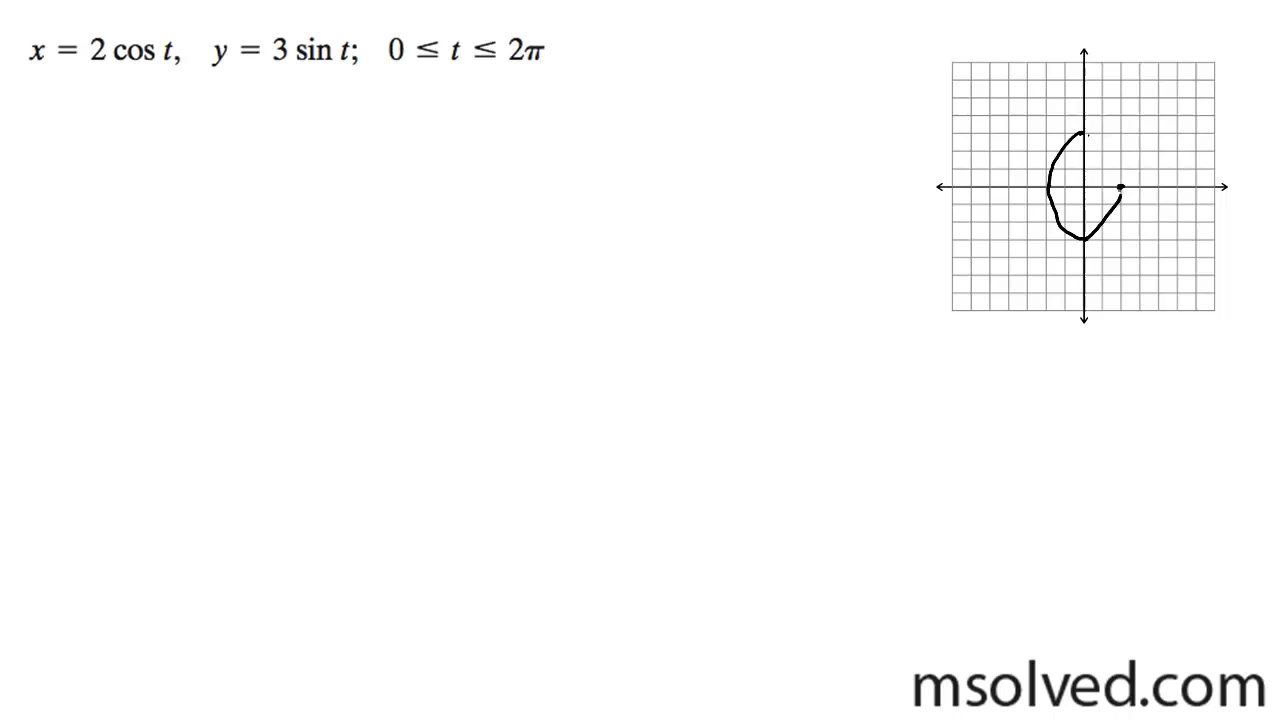 x = 2 cos t, y = 3 sin t; 0 ≤ t ≤ 2π
msolved.com